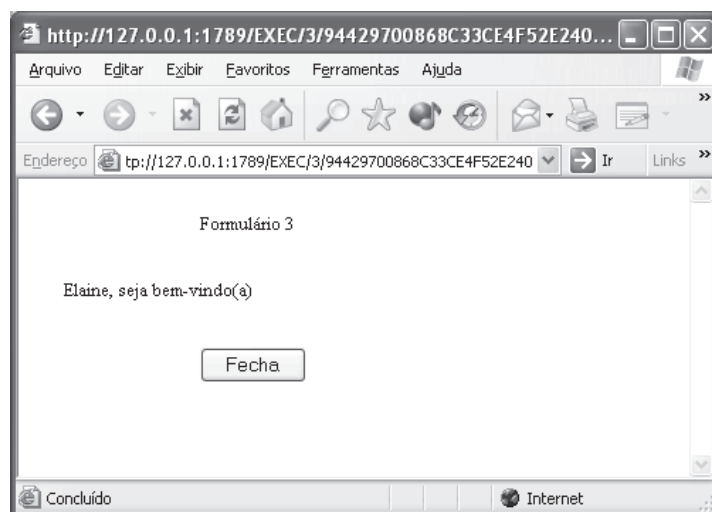 http://127.0.0.1:1789/EXEC/3/94429700868C33CE4F52E240...
Arquivo Editar Exibir Favoritos Ferramentas Ajuda
Endereço tp://127.0.0.1:1789/EXEC/3/94429700868C33CE4F52E240 Ir Links »
Formulário 3
Elaine, seja bem-vindo(a)
Fecha
Concluído Internet